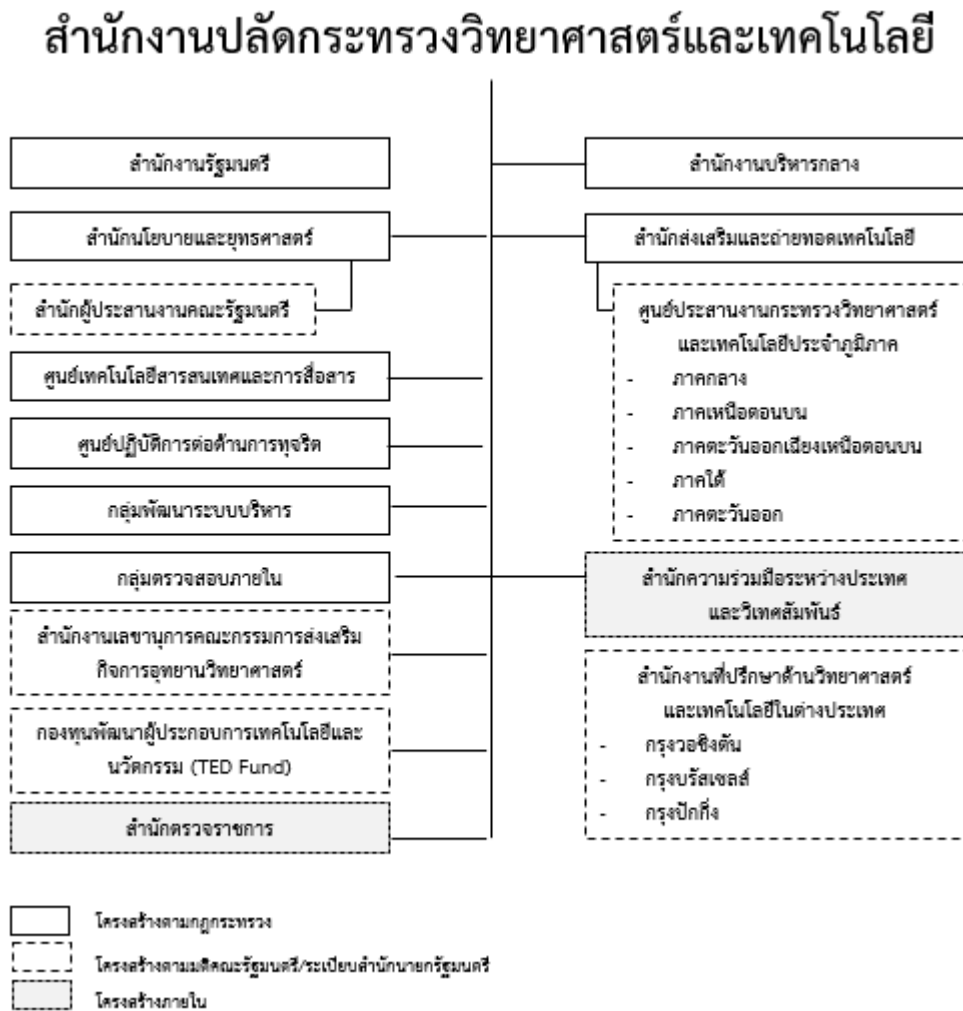 สำนักงานปลัดกระทรวงวิทยาศาสตร์และเทคโนโลยี
สำนักงานรัฐมนตรี
สำนักงานบริหารกลาง
สำนักนโยบายและยุทธศาสตร์
สำนักส่งเสริมและถ่ายทอดเทคโนโลยี
สำนักผู้ประสานงานคณะรัฐมนตรี
ศูนย์ประสานงานกระทรวงวิทยาศาสตร์
และเทคโนโลยีประจำภูมิภาค
- ภาคกลาง
- ภาคเหนือตอนบน
- ภาคตะวันออกเฉียงเหนือตอนบน
- ภาคใต้
- ภาคตะวันออก
ศูนย์เทคโนโลยีสารสนเทศและการสื่อสาร
ศูนย์ปฏิบัติการต่อต้านการทุจริต
กลุ่มพัฒนาระบบบริหาร
กลุ่มตรวจสอบภายใน
สำนักความร่วมมือระหว่างประเทศ
และวิเทศสัมพันธ์
สำนักงานเลขานุการคณะกรรมการส่งเสริม
กิจการอุทยานวิทยาศาสตร์
สำนักงานที่ปรึกษาด้านวิทยาศาสตร์
และเทคโนโลยีในต่างประเทศ
- กรุงวอชิงตัน
- กรุงบรัสเซลส์
- กรุงปักกิ่ง
กองทุนพัฒนาผู้ประกอบการเทคโนโลยีและ
นวัตกรรม (TED Fund)
สำนักตรวจราชการ
โครงสร้างตามกฎกระทรวง
โครงสร้างตามมติคณะรัฐมนตรี/ระเบียบสำนักนายกรัฐมนตรี
โครงสร้างภายใน